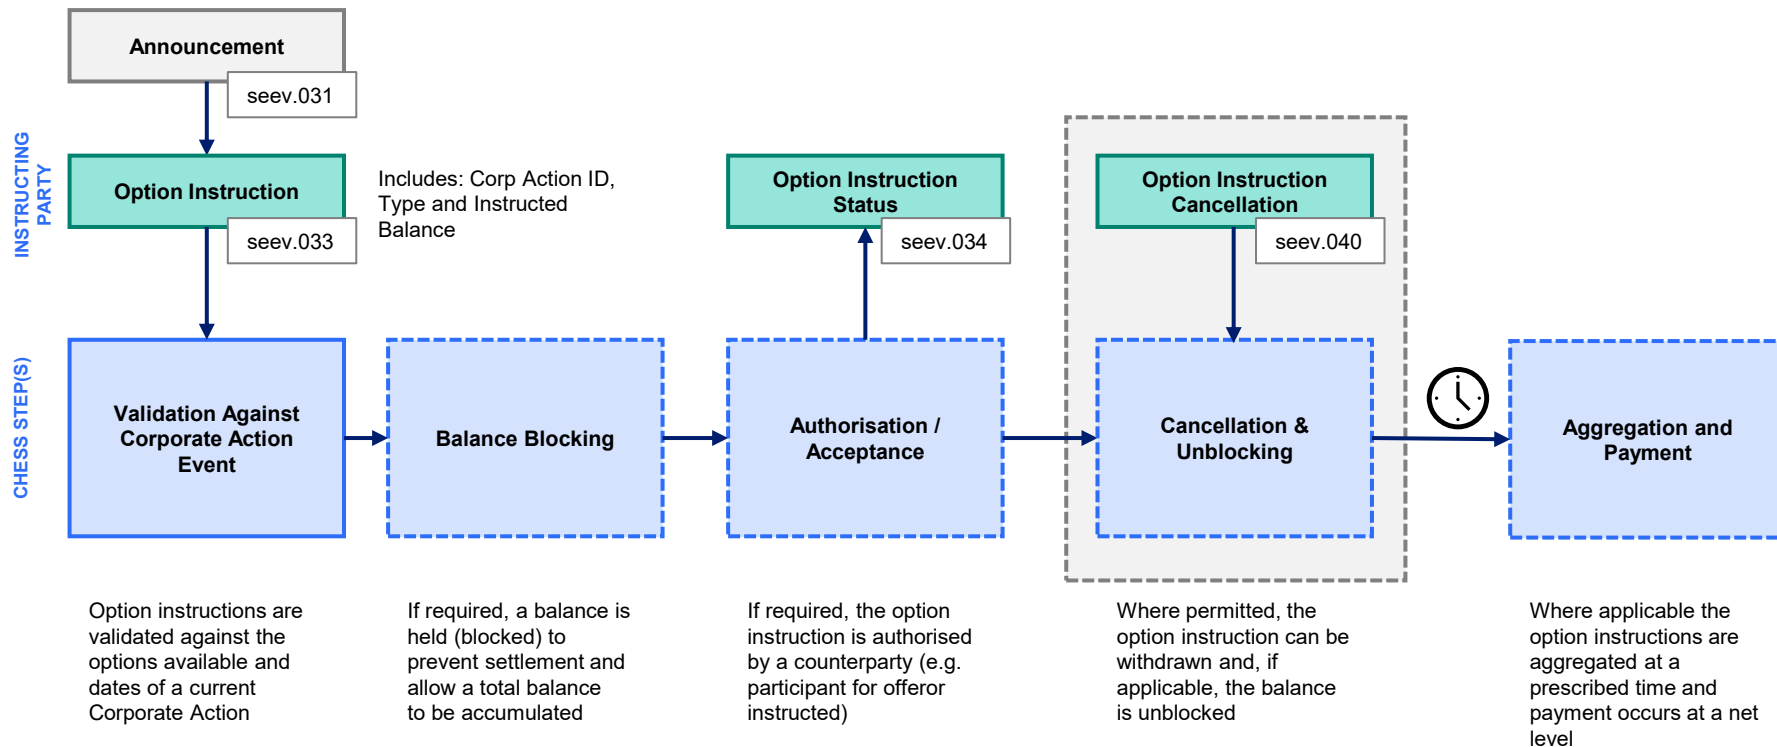 Announcement
seev.031
INSTRUCTING
PARTY
Option Instruction
seev.033
Includes: Corp Action ID,
Type and Instructed
Balance
Option Instruction
Status
seev.034
Option Instruction
Cancellation
seev.040
CHESS STEP(S)
Validation Against
Corporate Action
Event
Balance Blocking
Authorisation /
Acceptance
Cancellation &
Unblocking
Aggregation and
Payment
Option instructions are
validated against the
options available and
dates of a current
Corporate Action
If required, a balance is
held (blocked) to
prevent settlement and
allow a total balance
to be accumulated
If required, the option
instruction is authorised
by a counterparty (e.g.
participant for offeror
instructed)
Where permitted, the
option instruction can be
withdrawn and, if
applicable, the balance
is unblocked
Where applicable the
option instructions are
aggregated at a
prescribed time and
payment occurs at a net
level